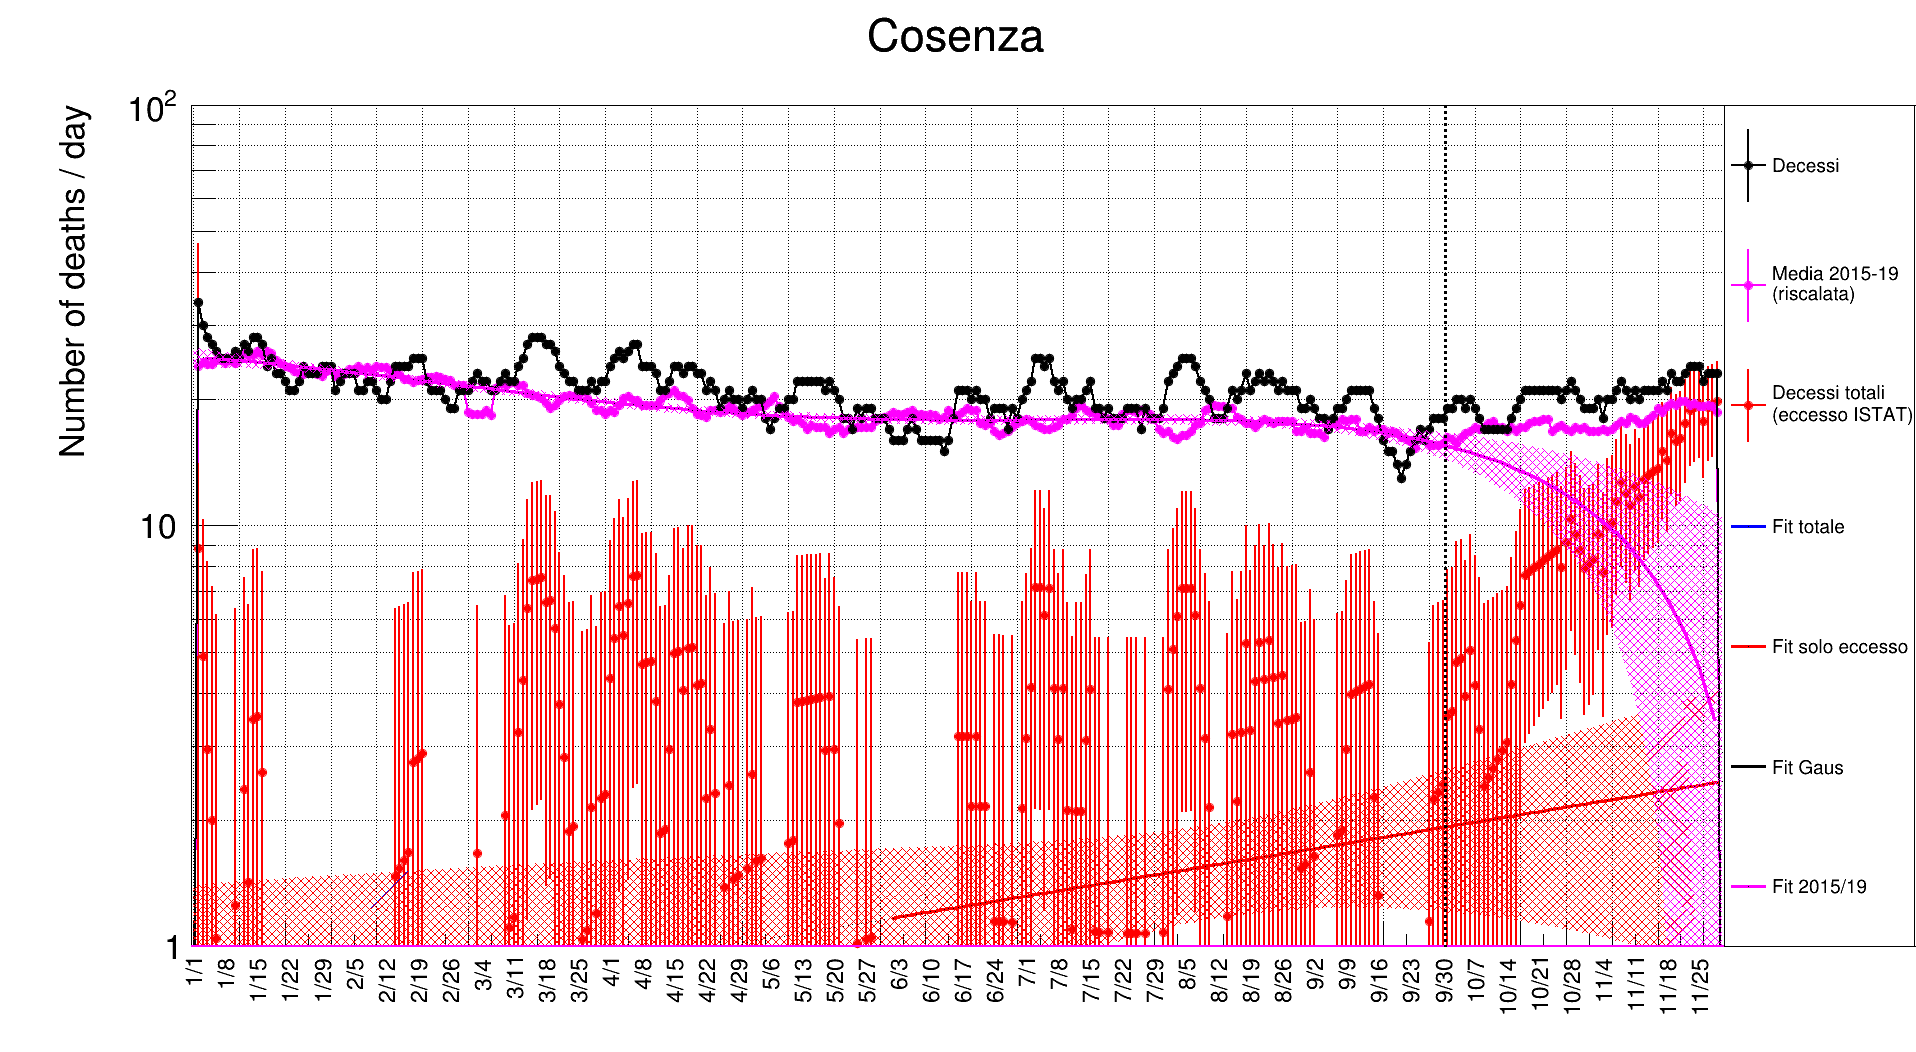 Cosenza
Number of deaths / day
10²
10
1
1/1 1/8 1/15 1/22 1/29 2/5 2/12 2/19 2/26 3/4 3/11 3/18 3/25 4/1 4/8 4/15 4/22 4/29 5/6 5/13 5/20 5/27 6/3 6/10 6/17 6/24 7/1 7/8 7/15 7/22 7/29 8/5 8/12 8/19 8/26 9/2 9/9 9/16 9/23 9/30 10/7 10/14 10/21 10/28 11/4 11/11 11/18 11/25
Decessi
Media 2015-19
(riscalata)
Decessi totali
(eccesso ISTAT)
Fit totale
Fit solo eccesso
Fit Gaus
Fit 2015/19